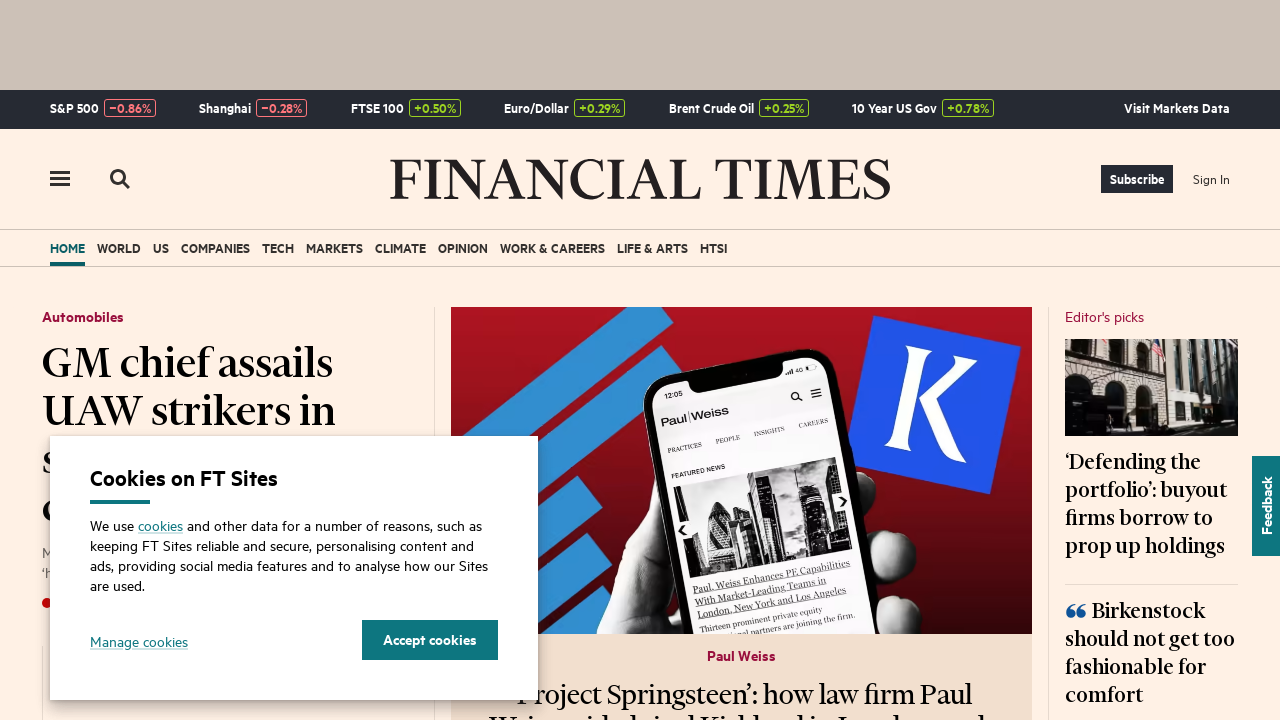 S&P 500 −0.86% Shanghai −0.28% FTSE 100 +0.50% Euro/Dollar +0.29% Brent Crude Oil +0.25% 10 Year US Gov +0.78% Visit Markets Data
FINANCIAL TIMES
Subscribe Sign In
HOME WORLD US COMPANIES TECH MARKETS CLIMATE OPINION WORK & CAREERS LIFE & ARTS HTSI
Automobiles
GM chief assails
UAW strikers in
Cookies on FT Sites
We use cookies and other data for a number of reasons, such as
keeping FT Sites reliable and secure, personalising content and
ads, providing social media features and to analyse how our Sites
are used.
Manage cookies Accept cookies
12:05 4G
Paul Weiss
PRACTICES PEOPLE INSIGHTS CAREERS
FEATURED NEWS
Paul, Weiss Enhances PE Capabilities
With Market-Leading Teams in
London, New York and Los Angeles
Thirteen prominent private equity
partners are joining the firm.
K
Paul Weiss
Project Springsteen’: how law firm Paul
Editor's picks
‘Defending the
portfolio’: buyout
firms borrow to
prop up holdings
Birkenstock
should not get too
fashionable for
comfort
Feedback